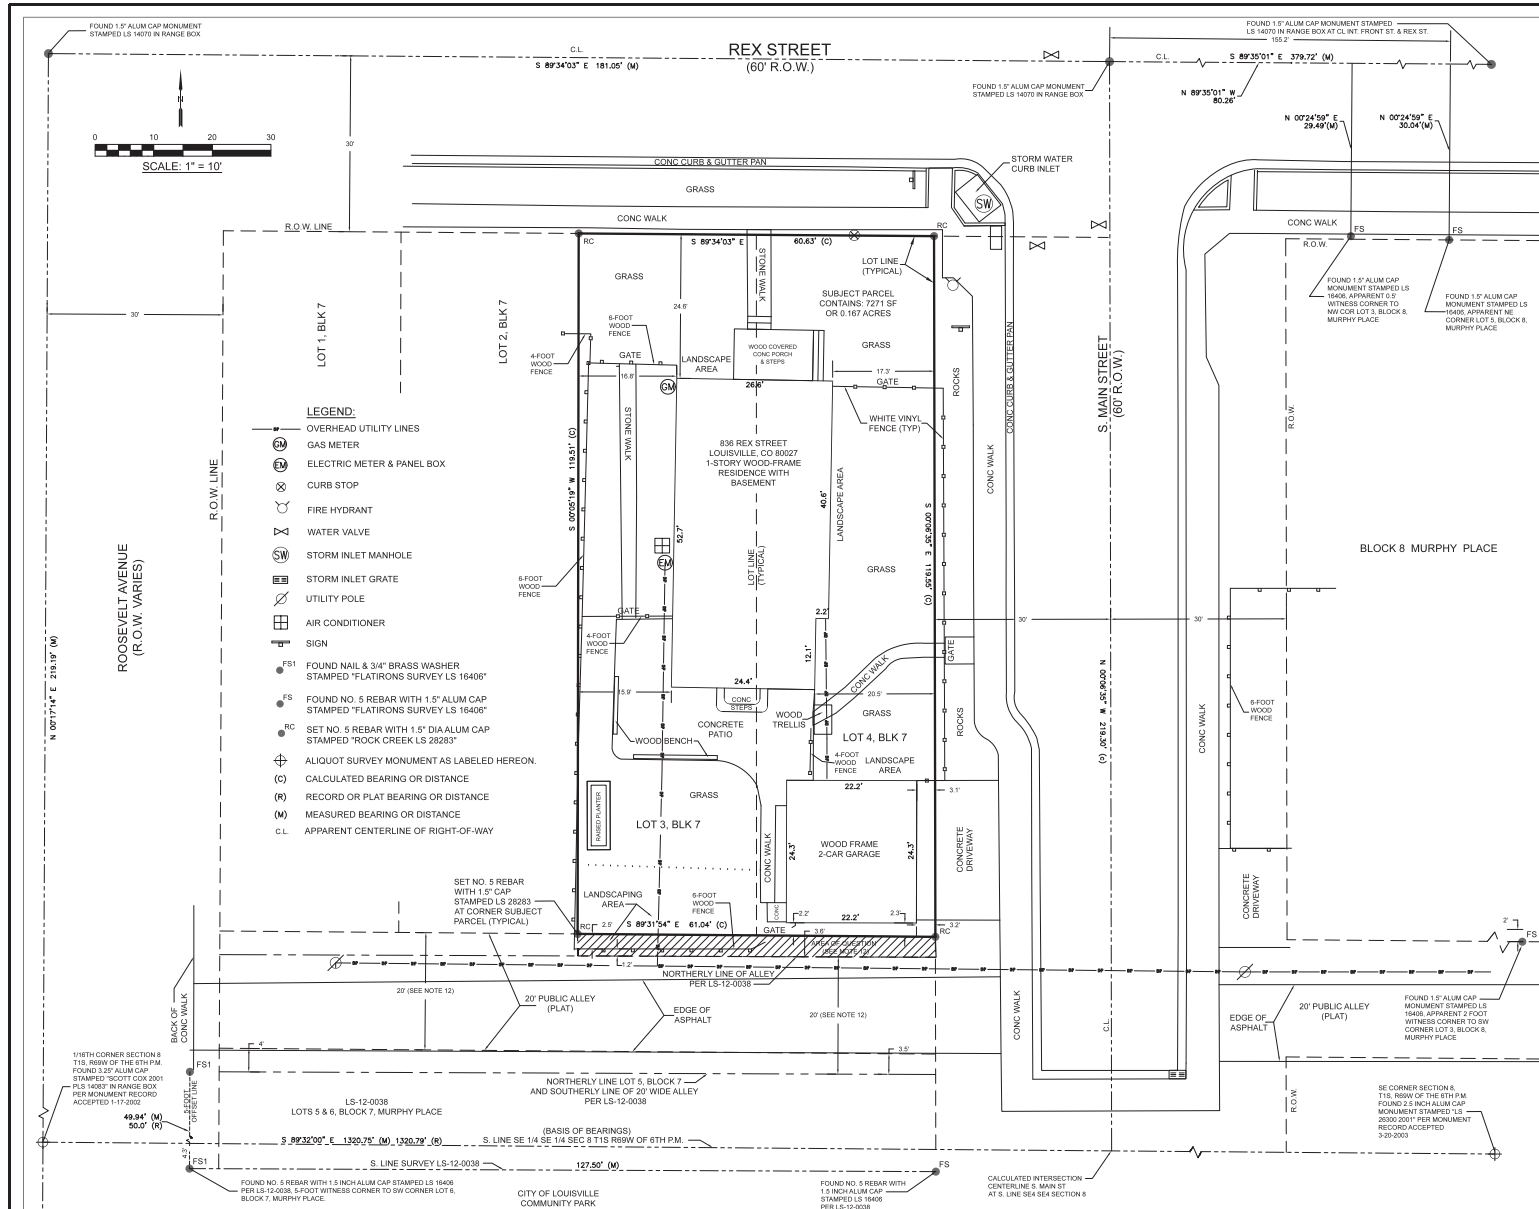 FOUND 1.5" ALUM CAP MONUMENT
STAMPED LS 14070 IN RANGE BOX
C.L.
S 89°34'03" E 181.05' (M)
REX STREET
(60' R.O.W.)
FOUND 1.5" ALUM CAP MONUMENT STAMPED
LS 14070 IN RANGE BOX AT CL INT. FRONT ST. & REX ST.
155.2'
C.L.
S 89°35'01" E 379.72' (M)
FOUND 1.5" ALUM CAP MONUMENT
STAMPED LS 14070 IN RANGE BOX
N 89°35'01" W
80.26'
N 00°24'59" E
29.49'(M)
N 00°24'59" E
30.04'(M)
N
0 10 20 30
SCALE: 1" = 10'
30'
CONC CURB & GUTTER PAN
GRASS
CONC WALK
STORM WATER
CURB INLET
SW
R.O.W. LINE
RC
S 89°34'03" E 60.63' (C)
RC
CONC WALK
R.O.W.
FS
FS
LOT LINE
(TYPICAL)
GRASS
STONE WALK
SUBJECT PARCEL
CONTAINS: 7271 SF
OR 0.167 ACRES
24.6'
FOUND 1.5" ALUM CAP
MONUMENT STAMPED LS
16406, APPARENT 0.5'
WITNESS CORNER TO
NW COR LOT 3, BLOCK 8,
MURPHY PLACE
FOUND 1.5" ALUM CAP
MONUMENT STAMPED LS
16406, APPARENT NE
CORNER LOT 5, BLOCK 8,
MURPHY PLACE
30'
LOT 1, BLK 7
LOT 2, BLK 7
6-FOOT
WOOD
FENCE
4-FOOT
WOOD
FENCE
GATE
LANDSCAPE
AREA
WOOD COVERED
CONC PORCH
& STEPS
GRASS
16.8'
GM
26.6'
17.3'
GATE
ROCKS
CONC CURB & GUTTER PAN
S. MAIN STREET
(60' R.O.W.)
R.O.W.
LEGEND:
OVERHEAD UTILITY LINES
GM GAS METER
EM ELECTRIC METER & PANEL BOX
CURB STOP
FIRE HYDRANT
WATER VALVE
SW STORM INLET MANHOLE
STORM INLET GRATE
UTILITY POLE
AIR CONDITIONER
SIGN
FS1 FOUND NAIL & 3/4" BRASS WASHER
STAMPED "FLATIRONS SURVEY LS 16406"
FS FOUND NO. 5 REBAR WITH 1.5" ALUM CAP
STAMPED "FLATIRONS SURVEY LS 16406"
RC SET NO. 5 REBAR WITH 1.5" DIA ALUM CAP
STAMPED "ROCK CREEK LS 28283"
ALIQUOT SURVEY MONUMENT AS LABELED HEREON.
(C) CALCULATED BEARING OR DISTANCE
(R) RECORD OR PLAT BEARING OR DISTANCE
(M) MEASURED BEARING OR DISTANCE
C.L. APPARENT CENTERLINE OF RIGHT-OF-WAY
R.O.W. LINE
ROOSEVELT AVENUE
(R.O.W. VARIES)
N 00°17'14" E 219.19' (M)
S 00°05'19" W 119.51' (C)
STONE WALK
836 REX STREET
LOUISVILLE, CO 80027
1-STORY WOOD-FRAME
RESIDENCE WITH
BASEMENT
WHITE VINYL
FENCE (TYP)
40.6'
LANDSCAPE AREA
CONC WALK
52.7'
EM
LOT LINE
(TYPICAL)
GRASS
S 00°06'35" E 119.55' (C)
BLOCK 8 MURPHY PLACE
6-FOOT
WOOD
FENCE
GATE
2.2'
30'
30'
4-FOOT
WOOD
FENCE
12.1'
CONC WALK
GATE
N 00°06'35" W 219.30' (c)
15.9'
24.4'
20.5'
CONC
STEPS
WOOD
TRELLIS
GRASS
ROCKS
CONC WALK
6-FOOT
WOOD
FENCE
CONCRETE
PATIO
WOOD BENCH
LOT 4, BLK 7
4-FOOT
WOOD
FENCE
LANDSCAPE
AREA
22.2'
3.1'
GRASS
RAISED PLANTER
LOT 3, BLK 7
CONC WALK
24.3'
WOOD FRAME
2-CAR GARAGE
24.3'
CONCRETE
DRIVEWAY
SET NO. 5 REBAR
WITH 1.5" CAP
STAMPED LS 28283
AT CORNER SUBJECT
PARCEL (TYPICAL)
LANDSCAPING
AREA
6-FOOT
WOOD
FENCE
CONC
2.2'
22.2'
2.3'
CONCRETE
DRIVEWAY
RC
2.5'
S 89°31'54" E 61.04' (C)
GATE
3.6'
3.2'
RC
2'
FS
AREA OF QUESTION
(SEE NOTE 12)
1.2'
NORTHERLY LINE OF ALLEY
PER LS-12-0038
BACK OF
CONC WALK
20' (SEE NOTE 12)
20' PUBLIC ALLEY
(PLAT)
EDGE OF
ASPHALT
20' (SEE NOTE 12)
CONC WALK
C.L.
EDGE OF
ASPHALT
20' PUBLIC ALLEY
(PLAT)
FOUND 1.5" ALUM CAP
MONUMENT STAMPED LS
16406, APPARENT 2 FOOT
WITNESS CORNER TO SW
CORNER LOT 3, BLOCK 8,
MURPHY PLACE
4'
3.5'
1/16TH CORNER SECTION 8
T1S, R69W OF THE 6TH P.M.
FOUND 3.25" ALUM CAP
STAMPED "SCOTT COX 2001
PLS 14083" IN RANGE BOX
PER MONUMENT RECORD
ACCEPTED 1-17-2002
FS1
5-FOOT
OFFSET LINE
NORTHERLY LINE LOT 5, BLOCK 7
AND SOUTHERLY LINE OF 20' WIDE ALLEY
PER LS-12-0038
LS-12-0038
LOTS 5 & 6, BLOCK 7, MURPHY PLACE
R.O.W.
SE CORNER SECTION 8,
T1S, R69W OF THE 6TH P.M.
FOUND 2.5 INCH ALUM CAP
MONUMENT STAMPED "LS
26300 2001" PER MONUMENT
RECORD ACCEPTED
3-20-2003
49.94' (M)
50.0' (R)
4.3'
(BASIS OF BEARINGS)
S 89°32'00" E 1320.75' (M) 1320.79' (R)
S. LINE SE 1/4 SE 1/4 SEC 8 T1S R69W OF 6TH P.M.
FS1
S. LINE SURVEY LS-12-0038
127.50' (M)
FS
FOUND NO. 5 REBAR WITH 1.5 INCH ALUM CAP STAMPED LS 16406
PER LS-12-0038, 5-FOOT WITNESS CORNER TO SW CORNER LOT 6,
BLOCK 7, MURPHY PLACE.
CITY OF LOUISVILLE
COMMUNITY PARK
FOUND NO. 5 REBAR WITH
1.5 INCH ALUM CAP
STAMPED LS 16406
PER LS-12-0038
CALCULATED INTERSECTION
CENTERLINE S. MAIN ST
AT S. LINE SE4 SE4 SECTION 8